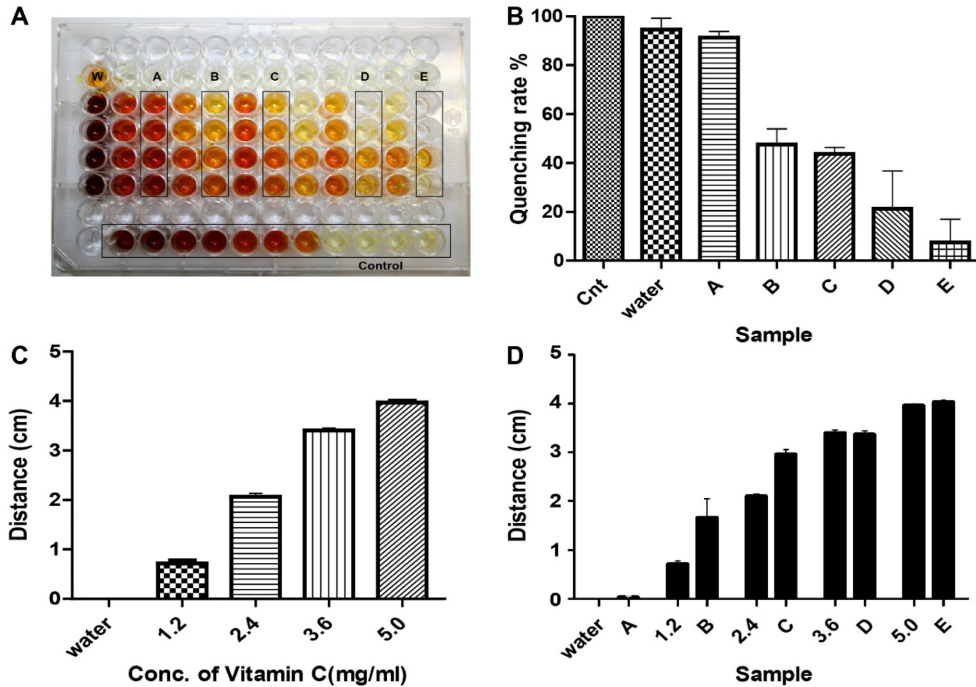 A
W A B C D E
Control
B
Quenching rate %
100
80
60
40
20
0
Cnt water A B C D E
Sample
C
Distance (cm)
5
4
3
2
1
0
water 1.2 2.4 3.6 5.0
Conc. of Vitamin C(mg/ml)
D
Distance (cm)
5
4
3
2
1
0
water A 1.2 B 2.4 C 3.6 D 5.0 E
Sample